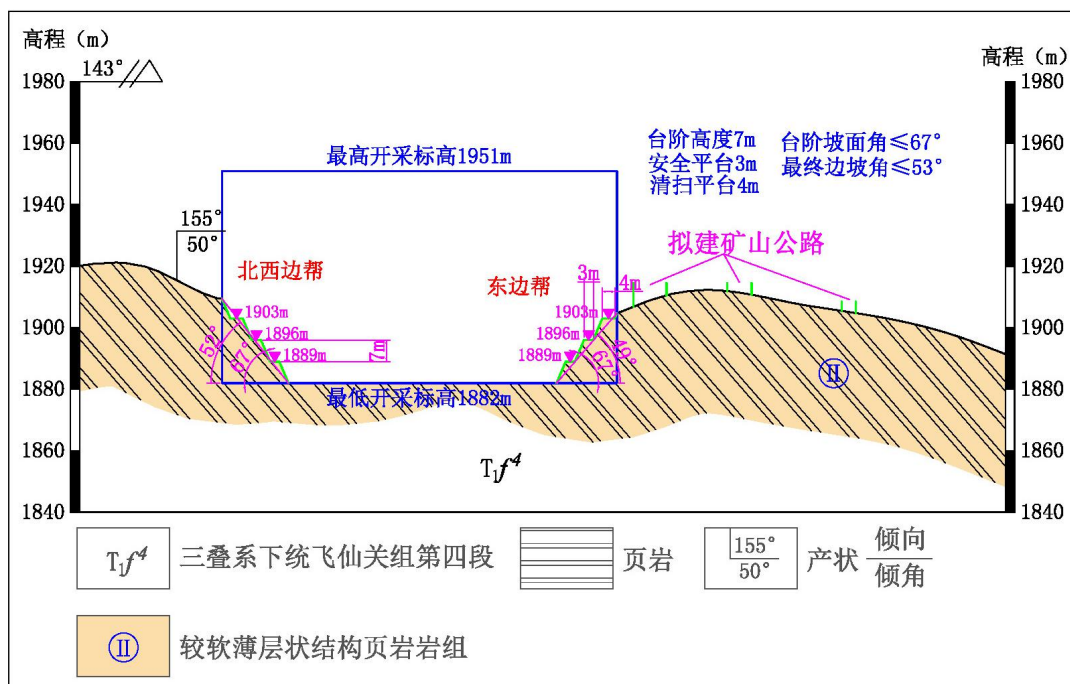 高程（m）
高程（m）
143°
1980
1960
1940
1920
1900
1880
1860
1840
1980
1960
1940
1920
1900
1880
1860
1840
台阶高度7m 台阶坡面角≤67°
安全平台3m 最终边坡角≤53°
清扫平台4m
最高开采标高1951m
155°
50°
北西边帮
东边帮
拟建矿山公路
3m
4m
1903m
1896m
1889m
7m
53°
67°
1903m
1896m
1889m
67°
49°
最低开采标高1882m
Ⅱ
T₁f⁴
T₁f⁴ 三叠系下统飞仙关组第四段
页岩
155°
50°
产状 倾向
倾角
Ⅱ 较软薄层状结构页岩岩组